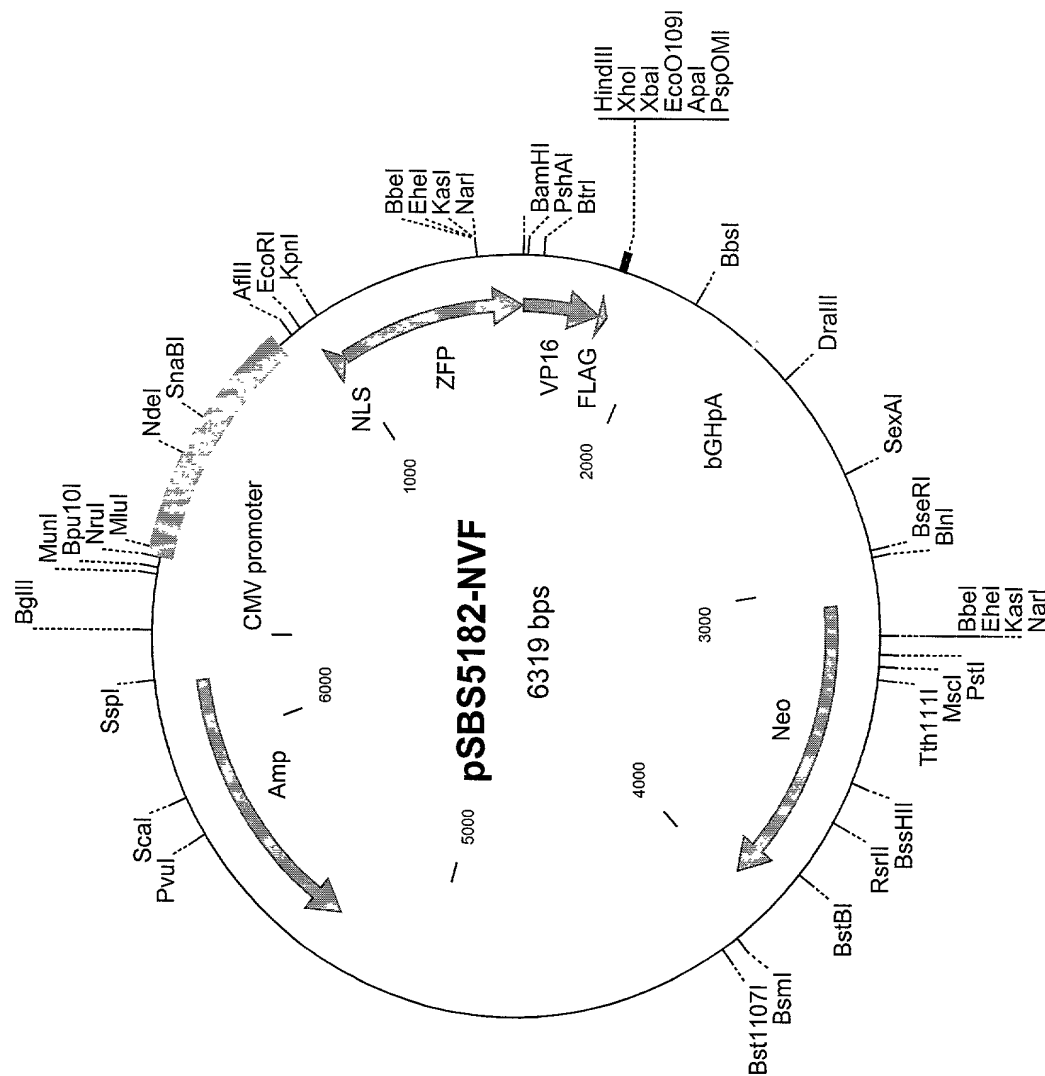 pSBS5182-NVF
6319 bps
BglII
MunI
Bpu10I
NruI
MluI
NdeI
SnaBI
AflII
EcoRI
KpnI
BbeI
EheI
KasI
NarI
BamHI
PshAI
BtrI
HindIII
XhoI
XbaI
EcoO109I
ApaI
PspOMI
BbsI
DraIII
SexAI
BseRI
BlnI
BbeI
EheI
KasI
NarI
PstI
MscI
Tth111I
BssHII
RsrII
BstBI
BsmI
Bst1107I
PvuI
ScaI
SspI
CMV promoter
NLS
ZFP
VP16
FLAG
bGHpA
Neo
Amp
1000
2000
3000
4000
5000
6000